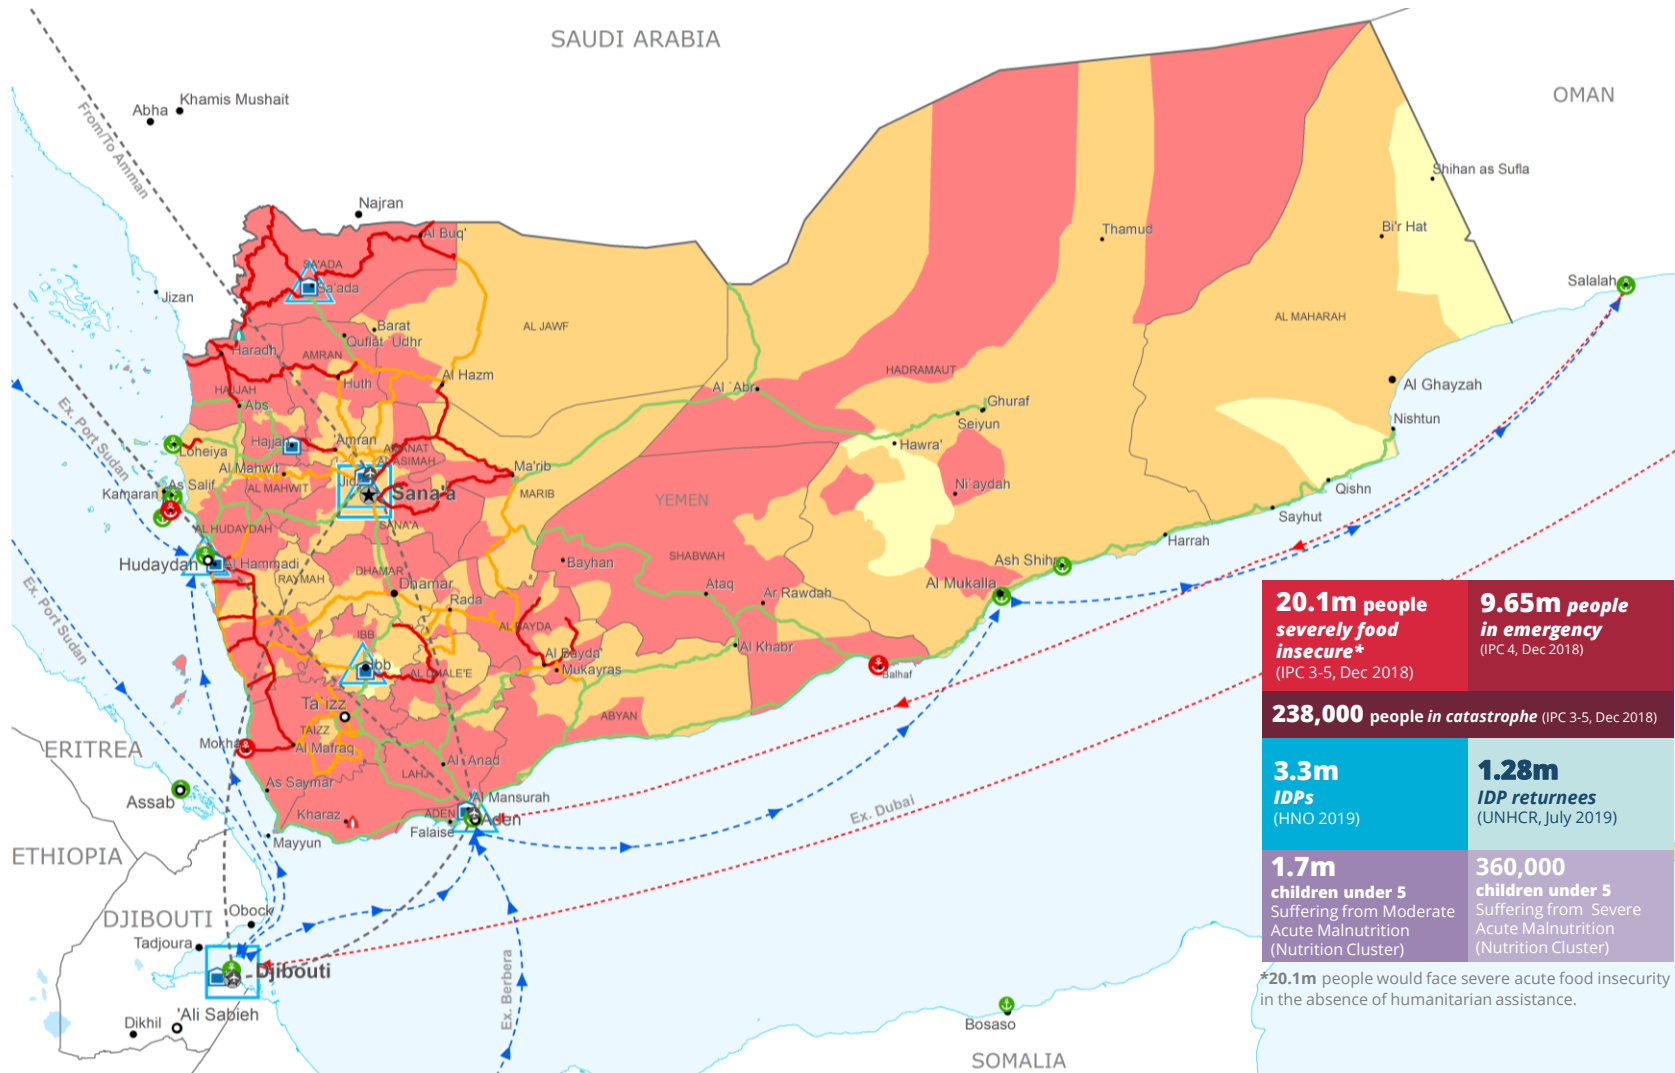 SAUDI ARABIA
OMAN
Khamis Mushait
Abha
From/To Amman
Najran
Shihan as Sufla
Al Buq'
Thamud
Bi'r Hat
SA'ADA
Sa'ada
Salalah
Jizan
AL JAWF
AL MAHARAH
Barat
Quflat Udhr
Haradh
AMRAN
HADRAMAUT
Al Hazm
Huth
Al 'Abr
Al Ghayzah
HAJJAH
Abs
Ghuraf
Seiyun
Nishtun
Ex. Port Sudan
Hajjah
'Amran
Hawra'
Loheiya
AMANAT
AL ASIMAH
Al Mahwit
Ma'rib
Kamaran
As Salif
AL MAHWIT
Jid
Sana'a
MARIB
YEMEN
Ni'aydah
Qishn
AL HUDAYDAH
SANA'A
Sayhut
Harrah
Hudaydah
Al Hammadi
RAYMAH
DHAMAR
Dhamar
Bayhan
SHABWAH
Ash Shihr
Al Mukalla
Ex. Port Sudan
Rada
Ataq
Ar Rawdah
IBB
Ibb
AL BAYDA
Al Bayda'
Mukayras
Al Khabr
AL DHALE'E
Balhaf
Ta`izz
TAIZZ
ABYAN
Mokha
Al Mafraq
ERITREA
LAHJ
Al 'Anad
As Saymar
Assab
Al Mansurah
Kharaz
ADEN
Aden
Falaise
Ex. Dubai
Mayyun
ETHIOPIA
DJIBOUTI
Obock
Tadjoura
Djibouti
'Ali Sabieh
Dikhil
Ex. Berbera
Bosaso
SOMALIA
20.1m people
severely food
insecure*
(IPC 3-5, Dec 2018)
9.65m people
in emergency
(IPC 4, Dec 2018)
238,000 people in catastrophe (IPC 3-5, Dec 2018)
3.3m
IDPs
(HNO 2019)
1.28m
IDP returnees
(UNHCR, July 2019)
1.7m
children under 5
Suffering from Moderate
Acute Malnutrition
(Nutrition Cluster)
360,000
children under 5
Suffering from Severe
Acute Malnutrition
(Nutrition Cluster)
*20.1m people would face severe acute food insecurity
in the absence of humanitarian assistance.